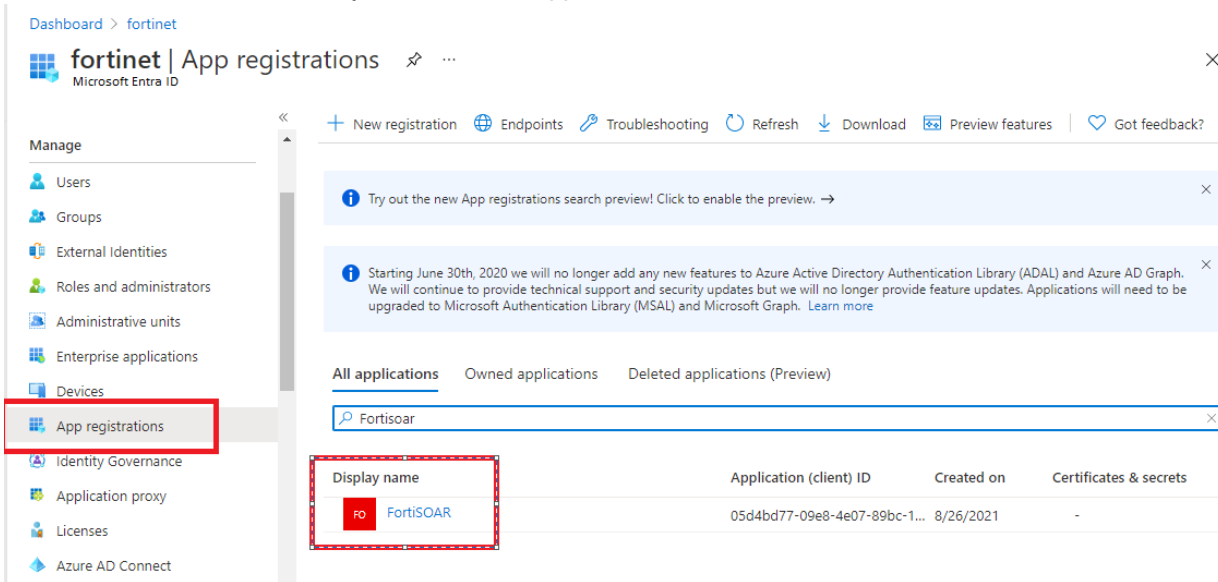 Dashboard > fortinet
fortinet | App registrations
Microsoft Entra ID
Manage
Users
Groups
External Identities
Roles and administrators
Administrative units
Enterprise applications
Devices
App registrations
Identity Governance
Application proxy
Licenses
Azure AD Connect
New registration Endpoints Troubleshooting Refresh Download Preview features Got feedback?
Try out the new App registrations search preview! Click to enable the preview. →
Starting June 30th, 2020 we will no longer add any new features to Azure Active Directory Authentication Library (ADAL) and Azure AD Graph.
We will continue to provide technical support and security updates but we will no longer provide feature updates. Applications will need to be
upgraded to Microsoft Authentication Library (MSAL) and Microsoft Graph. Learn more
All applications Owned applications Deleted applications (Preview)
Fortisoar
Display name Application (client) ID Created on Certificates & secrets
FO FortiSOAR 05d4bd77-09e8-4e07-89bc-1... 8/26/2021 -